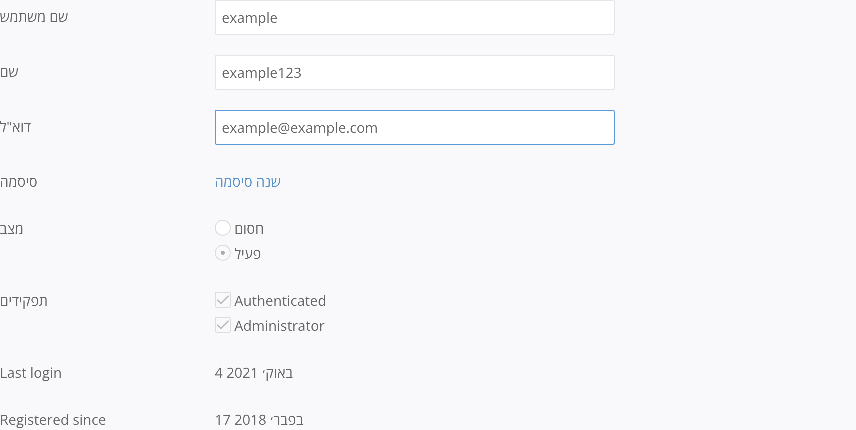 שם משתמש
example
שם
example123
דוא"ל
example@example.com
סיסמה
שנה סיסמה
מצב
חסום
פעיל
תפקידים
Authenticated
Administrator
Last login
4 באוק׳ 2021
Registered since
17 בפבר׳ 2018